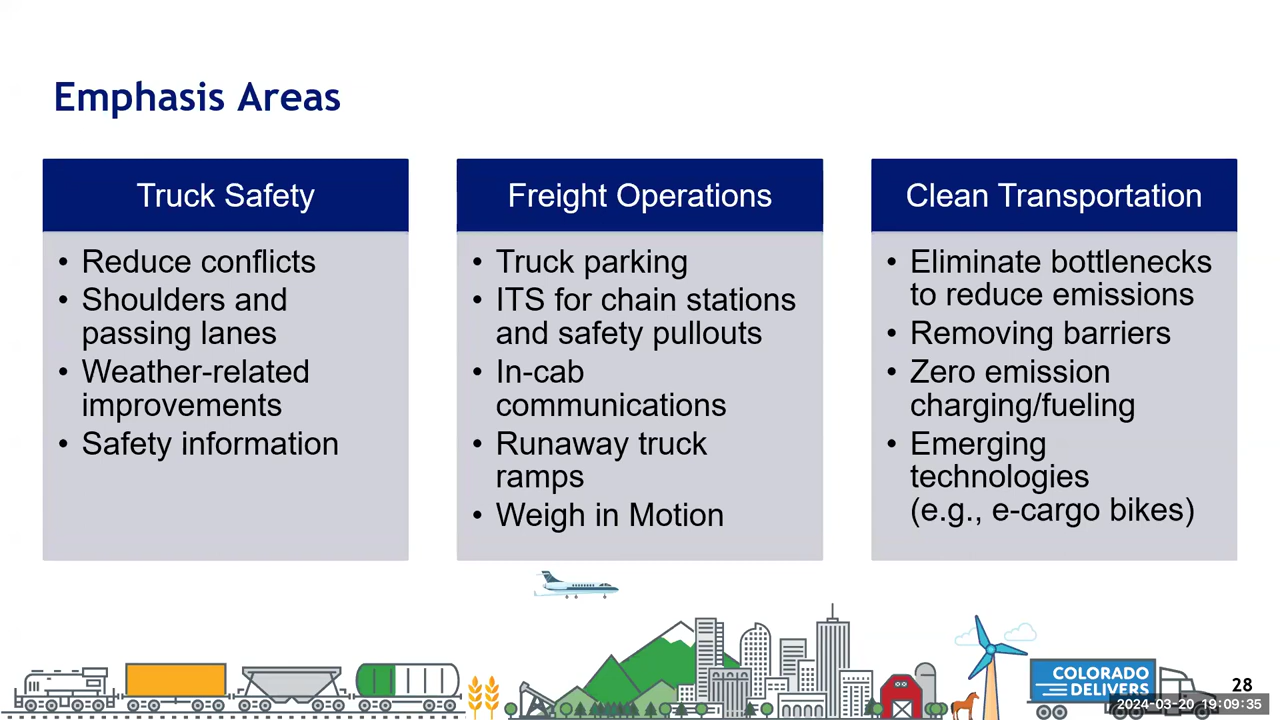 Emphasis Areas
Truck Safety
• Reduce conflicts
• Shoulders and
passing lanes
• Weather-related
improvements
• Safety information
Freight Operations
• Truck parking
• ITS for chain stations
and safety pullouts
• In-cab
communications
• Runaway truck
ramps
• Weigh in Motion
Clean Transportation
• Eliminate bottlenecks
to reduce emissions
• Removing barriers
• Zero emission
charging/fueling
• Emerging
technologies
(e.g., e-cargo bikes)
COLORADO
DELIVERS
28
2024-03-20 19:09:35